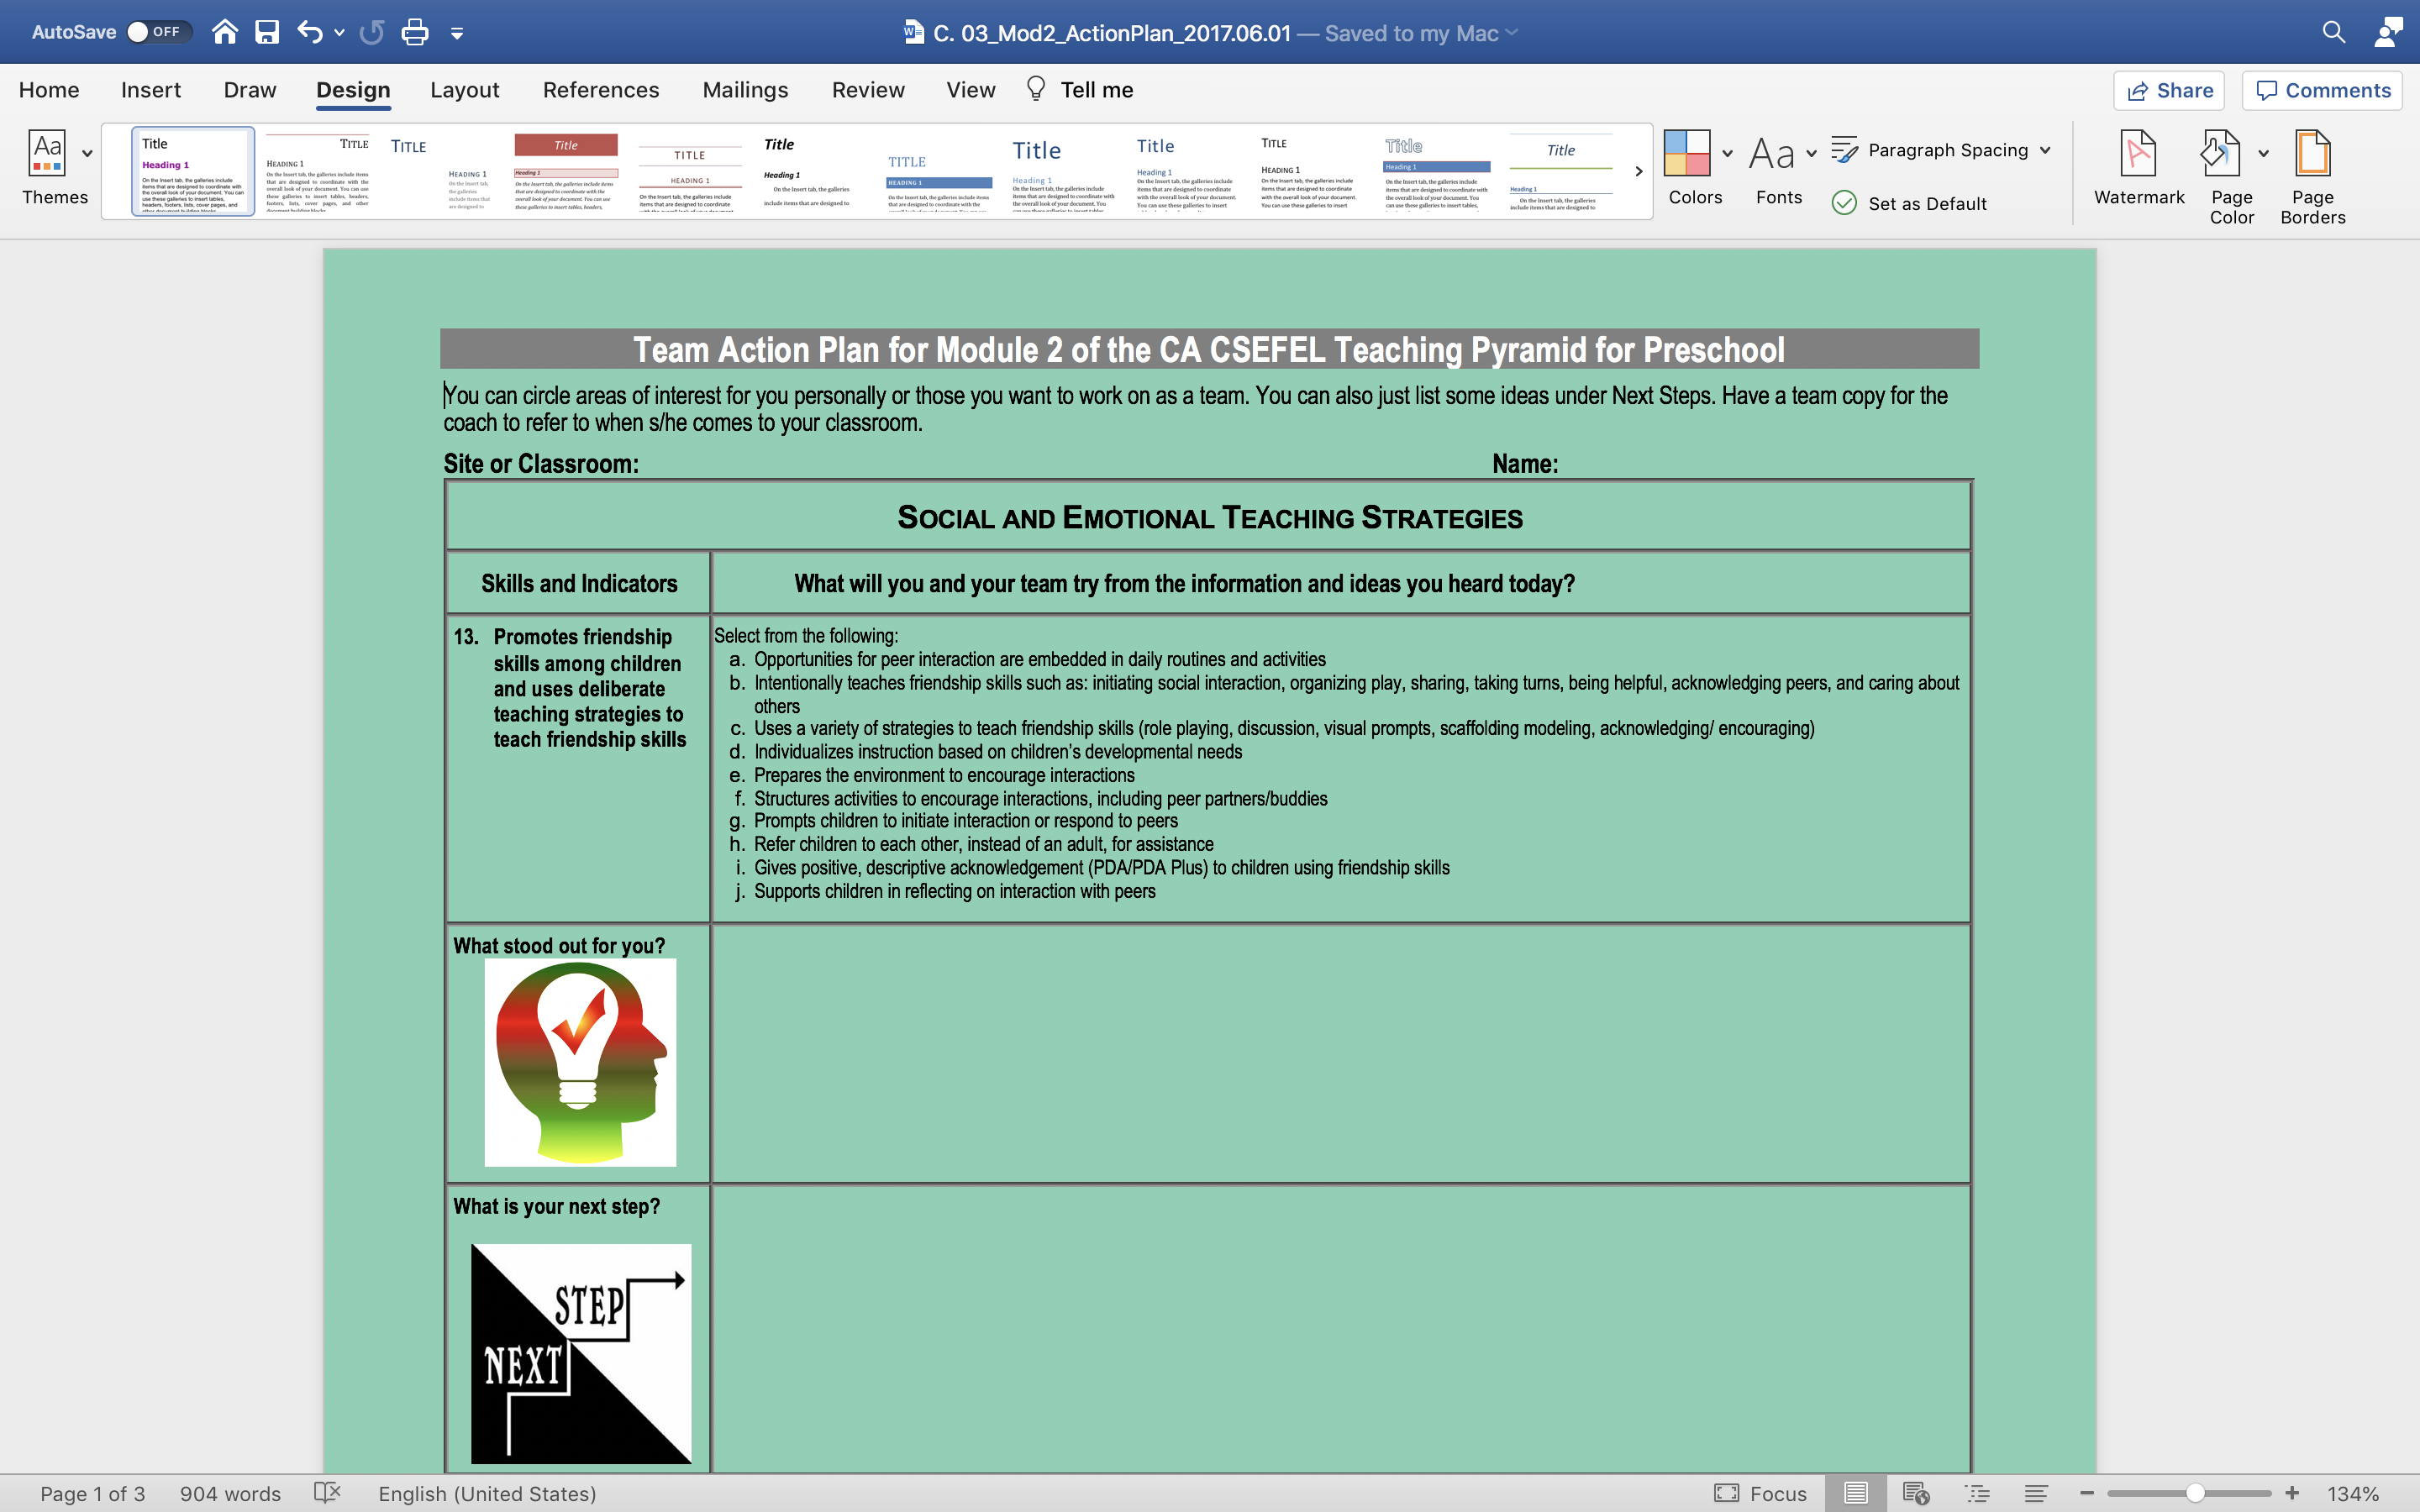 AutoSave OFF C. 03_Mod2_ActionPlan_2017.06.01 — Saved to my Mac
Home Insert Draw Design Layout References Mailings Review View Tell me Share Comments
Themes Colors Fonts Paragraph Spacing Set as Default Watermark Page Color Page Borders
Team Action Plan for Module 2 of the CA CSEFEL Teaching Pyramid for Preschool
You can circle areas of interest for you personally or those you want to work on as a team. You can also just list some ideas under Next Steps. Have a team copy for the
coach to refer to when s/he comes to your classroom.
Site or Classroom: Name:
SOCIAL AND EMOTIONAL TEACHING STRATEGIES
Skills and Indicators What will you and your team try from the information and ideas you heard today?
13. Promotes friendship
skills among children
and uses deliberate
teaching strategies to
teach friendship skills
Select from the following:
a. Opportunities for peer interaction are embedded in daily routines and activities
b. Intentionally teaches friendship skills such as: initiating social interaction, organizing play, sharing, taking turns, being helpful, acknowledging peers, and caring about
others
c. Uses a variety of strategies to teach friendship skills (role playing, discussion, visual prompts, scaffolding modeling, acknowledging/ encouraging)
d. Individualizes instruction based on children's developmental needs
e. Prepares the environment to encourage interactions
f. Structures activities to encourage interactions, including peer partners/buddies
g. Prompts children to initiate interaction or respond to peers
h. Refer children to each other, instead of an adult, for assistance
i. Gives positive, descriptive acknowledgement (PDA/PDA Plus) to children using friendship skills
j. Supports children in reflecting on interaction with peers
What stood out for you?
What is your next step?
STEP
NEXT
Page 1 of 3 904 words English (United States) Focus 134%